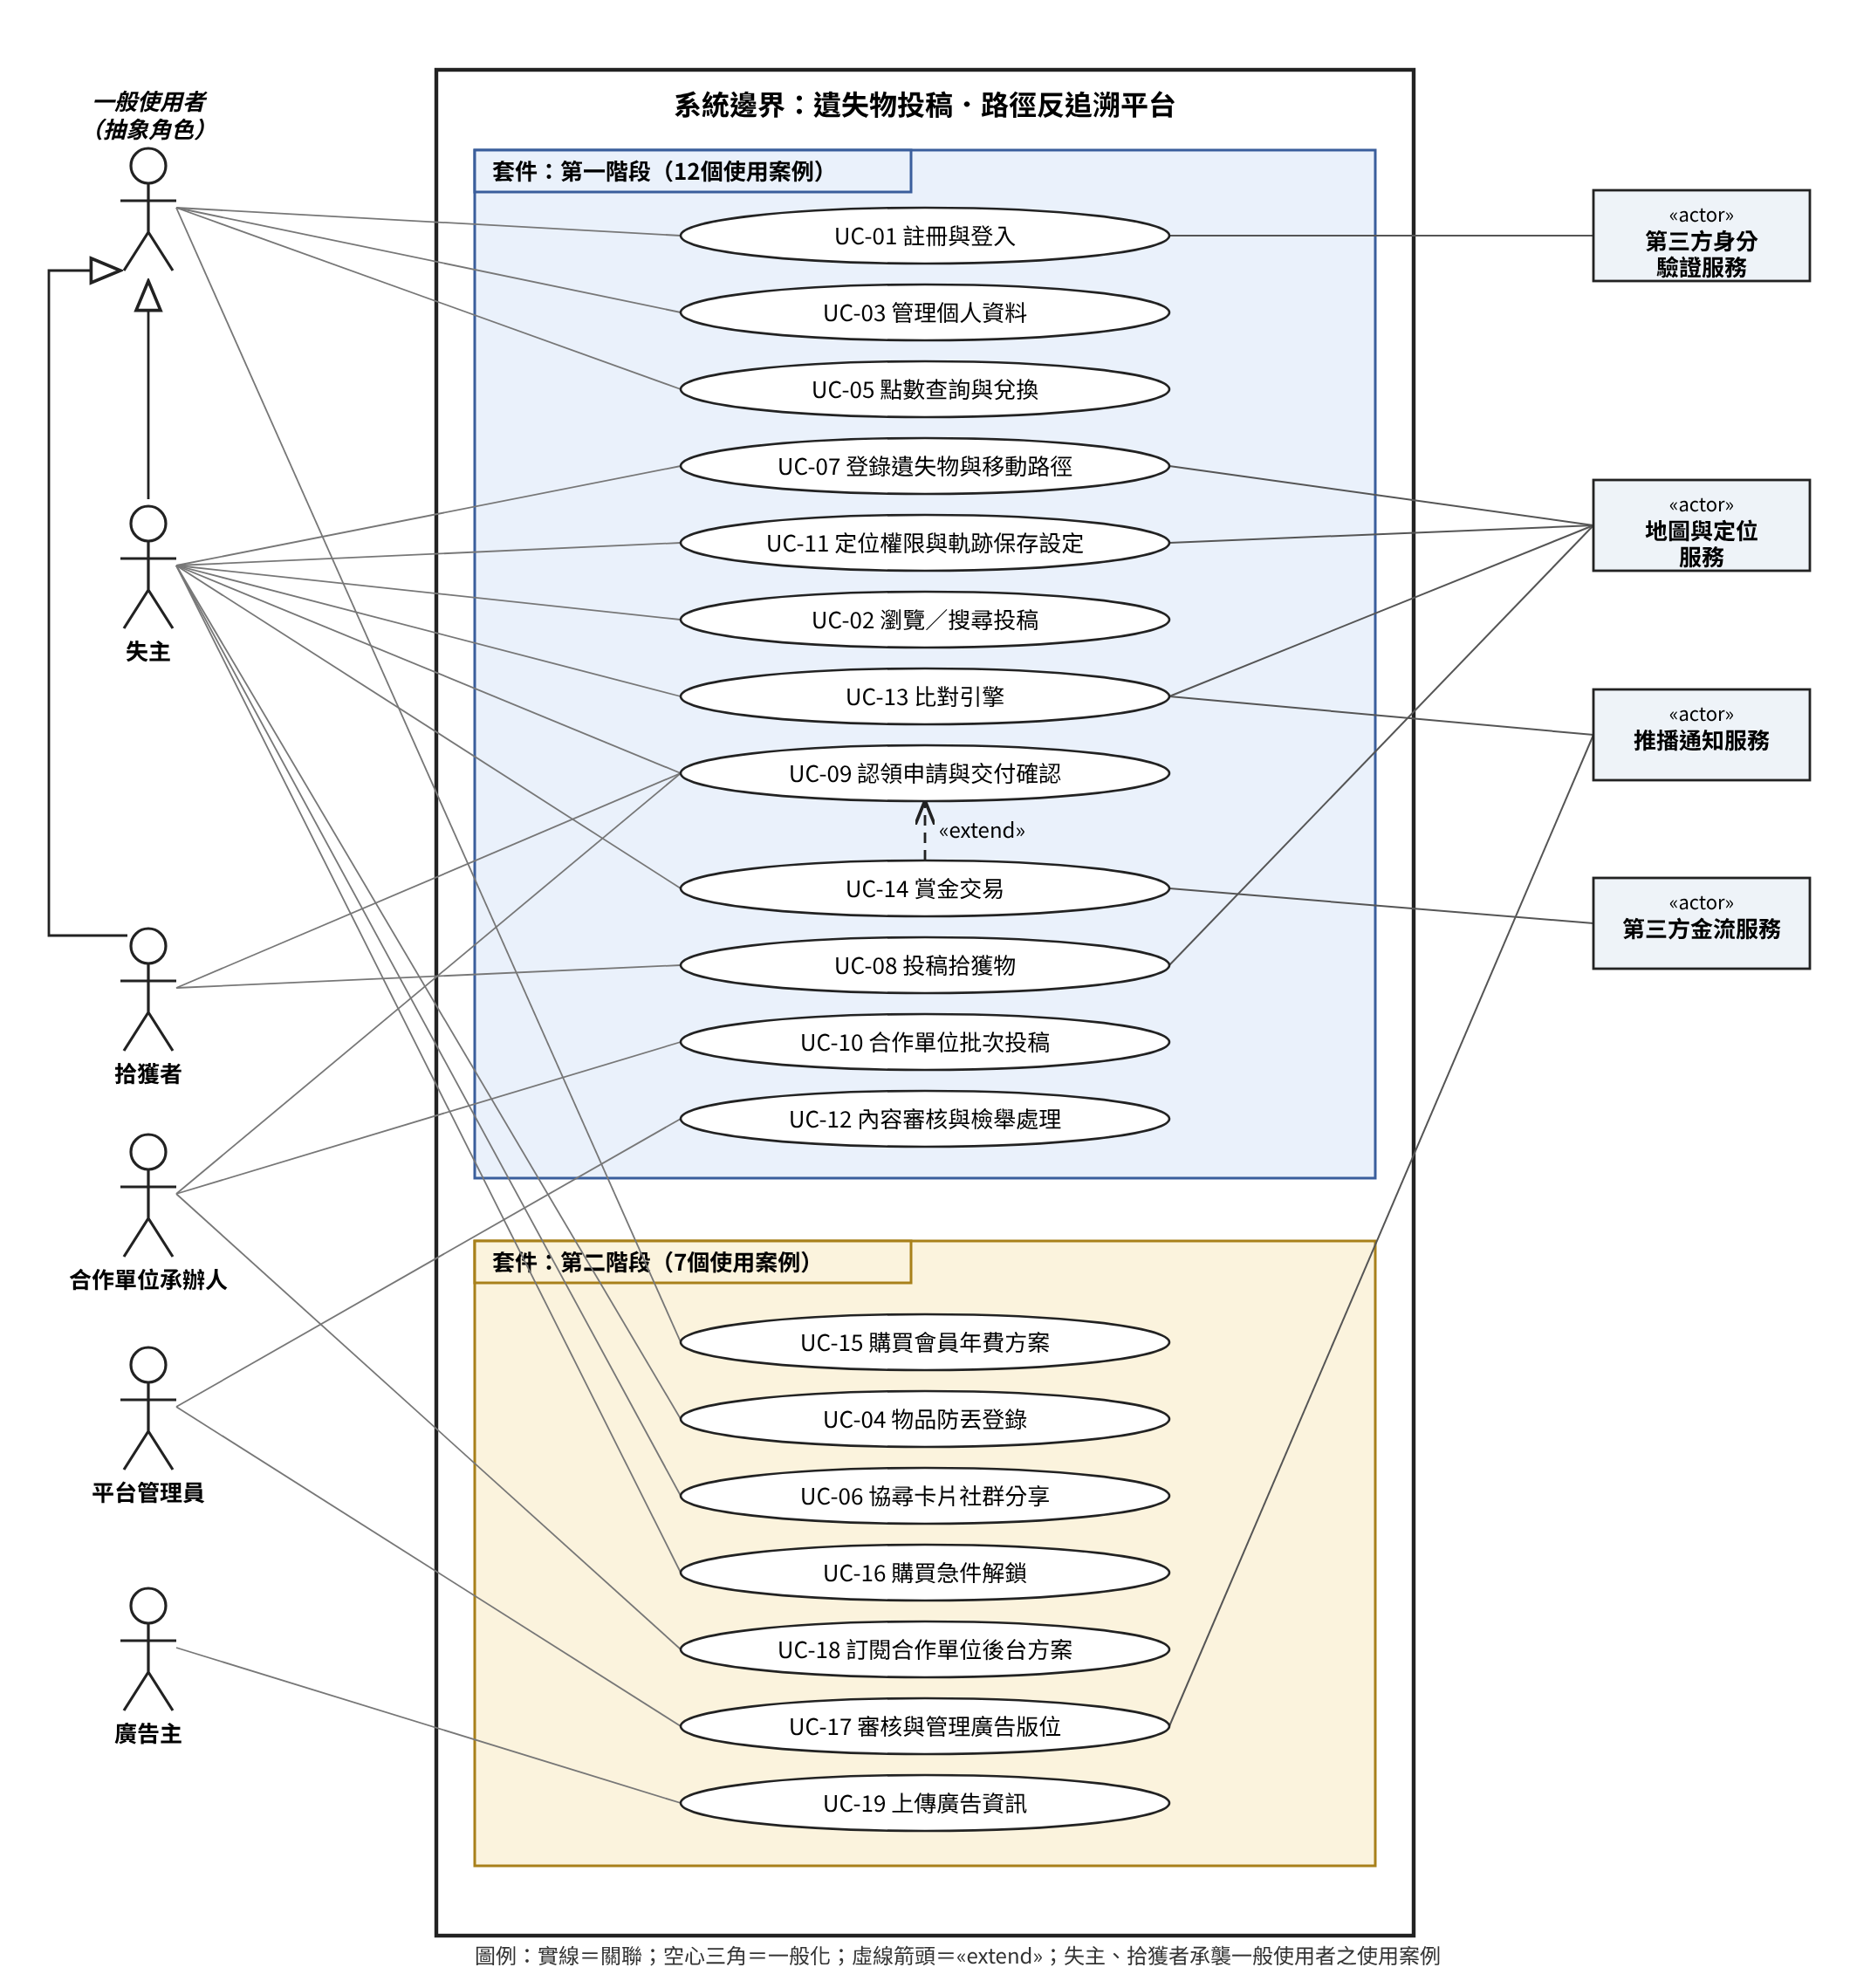 一般使用者
（抽象角色）
失主
拾獲者
合作單位承辦人
平台管理員
廣告主
系統邊界：遺失物投稿．路徑反追溯平台
套件：第一階段（12個使用案例）
UC-01 註冊與登入
UC-03 管理個人資料
UC-05 點數查詢與兌換
UC-07 登錄遺失物與移動路徑
UC-11 定位權限與軌跡保存設定
UC-02 瀏覽／搜尋投稿
UC-13 比對引擎
UC-09 認領申請與交付確認
«extend»
UC-14 賞金交易
UC-08 投稿拾獲物
UC-10 合作單位批次投稿
UC-12 內容審核與檢舉處理
套件：第二階段（7個使用案例）
UC-15 購買會員年費方案
UC-04 物品防丟登錄
UC-06 協尋卡片社群分享
UC-16 購買急件解鎖
UC-18 訂閱合作單位後台方案
UC-17 審核與管理廣告版位
UC-19 上傳廣告資訊
«actor»
第三方身分
驗證服務
«actor»
地圖與定位
服務
«actor»
推播通知服務
«actor»
第三方金流服務
圖例：實線＝關聯；空心三角＝一般化；虛線箭頭＝«extend»；失主、拾獲者承襲一般使用者之使用案例